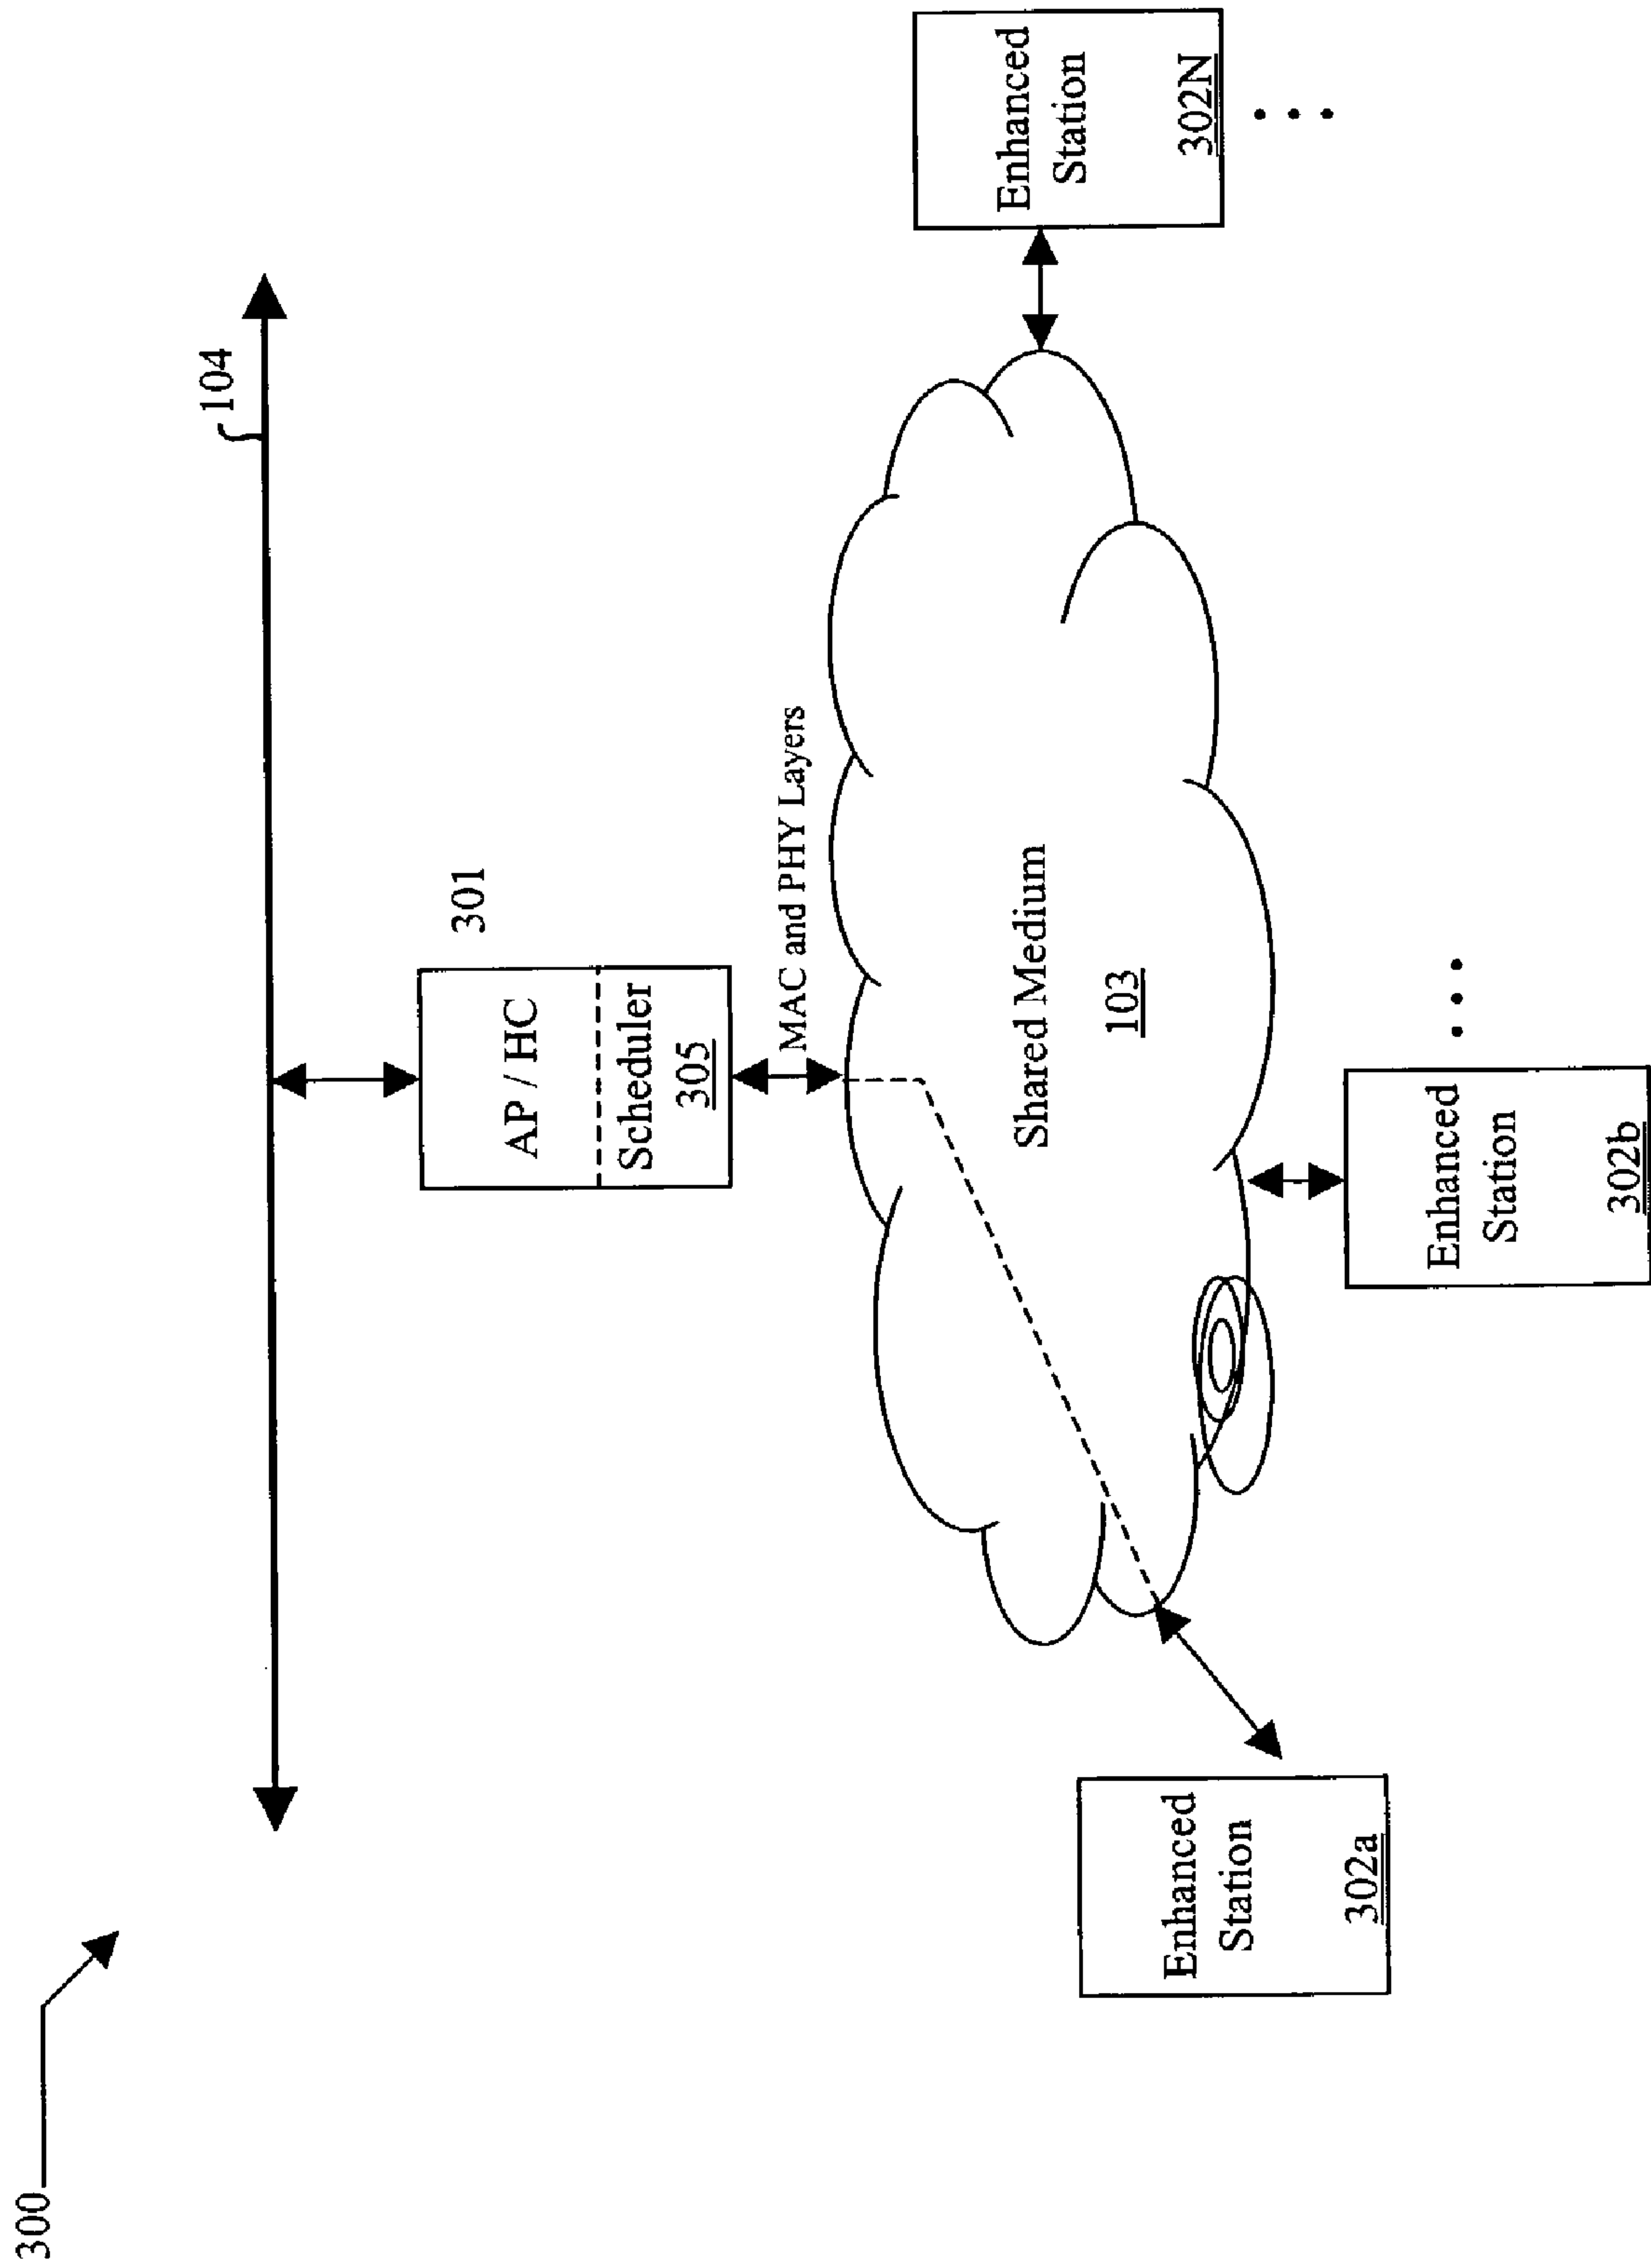 300
104
301
AP / HC
Scheduler
305
MAC and PHY Layers
Shared Medium
103
Enhanced
Station
302a
Enhanced
Station
302b
Enhanced
Station
302N